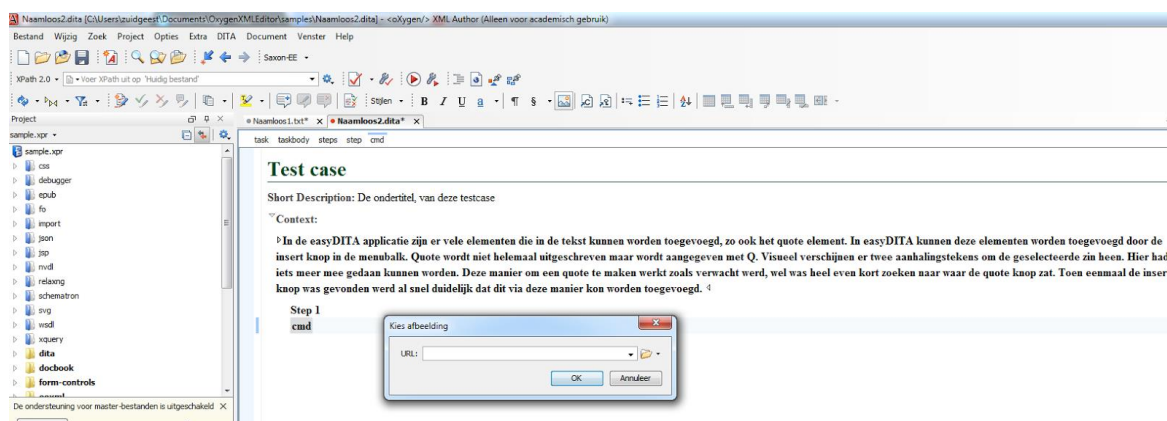 Naamloos2.dita [C:\Users\zuidgeest\Documents\OxygenXMLEditor\samples\Naamloos2.dita] - <oXygen/> XML Author (Alleen voor academisch gebruik)
Bestand Wijzig Zoek Project Opties Extra DITA Document Venster Help
Saxon-EE
XPath 2.0 Voer XPath uit op 'Huidig bestand'
Stijlen B I U a ¶ §
Project
Naamloos1.txt* Naamloos2.dita*
sample.xpr
task taskbody steps step cmd
sample.xpr
css
debugger
epub
fo
import
json
jsp
nvdl
relaxng
schematron
svg
wsdl
xquery
dita
docbook
form-controls
De ondersteuning voor master-bestanden is uitgeschakeld
Test case
Short Description: De ondertitel, van deze testcase
Context:
In de easyDITA applicatie zijn er vele elementen die in de tekst kunnen worden toegevoegd, zo ook het quote element. In easyDITA kunnen deze elementen worden toegevoegd door de
insert knop in de menubalk. Quote wordt niet helemaal uitgeschreven maar wordt aangegeven met Q. Visueel verschijnen er twee aanhalingstekens om de geselecteerde zin heen. Hier had
iets meer mee gedaan kunnen worden. Deze manier om een quote te maken werkt zoals verwacht werd, wel was heel even kort zoeken naar waar de quote knop zat. Toen eenmaal de inser
knop was gevonden werd al snel duidelijk dat dit via deze manier kon worden toegevoegd.
Step 1
cmd
Kies afbeelding
URL:
OK Annuleer